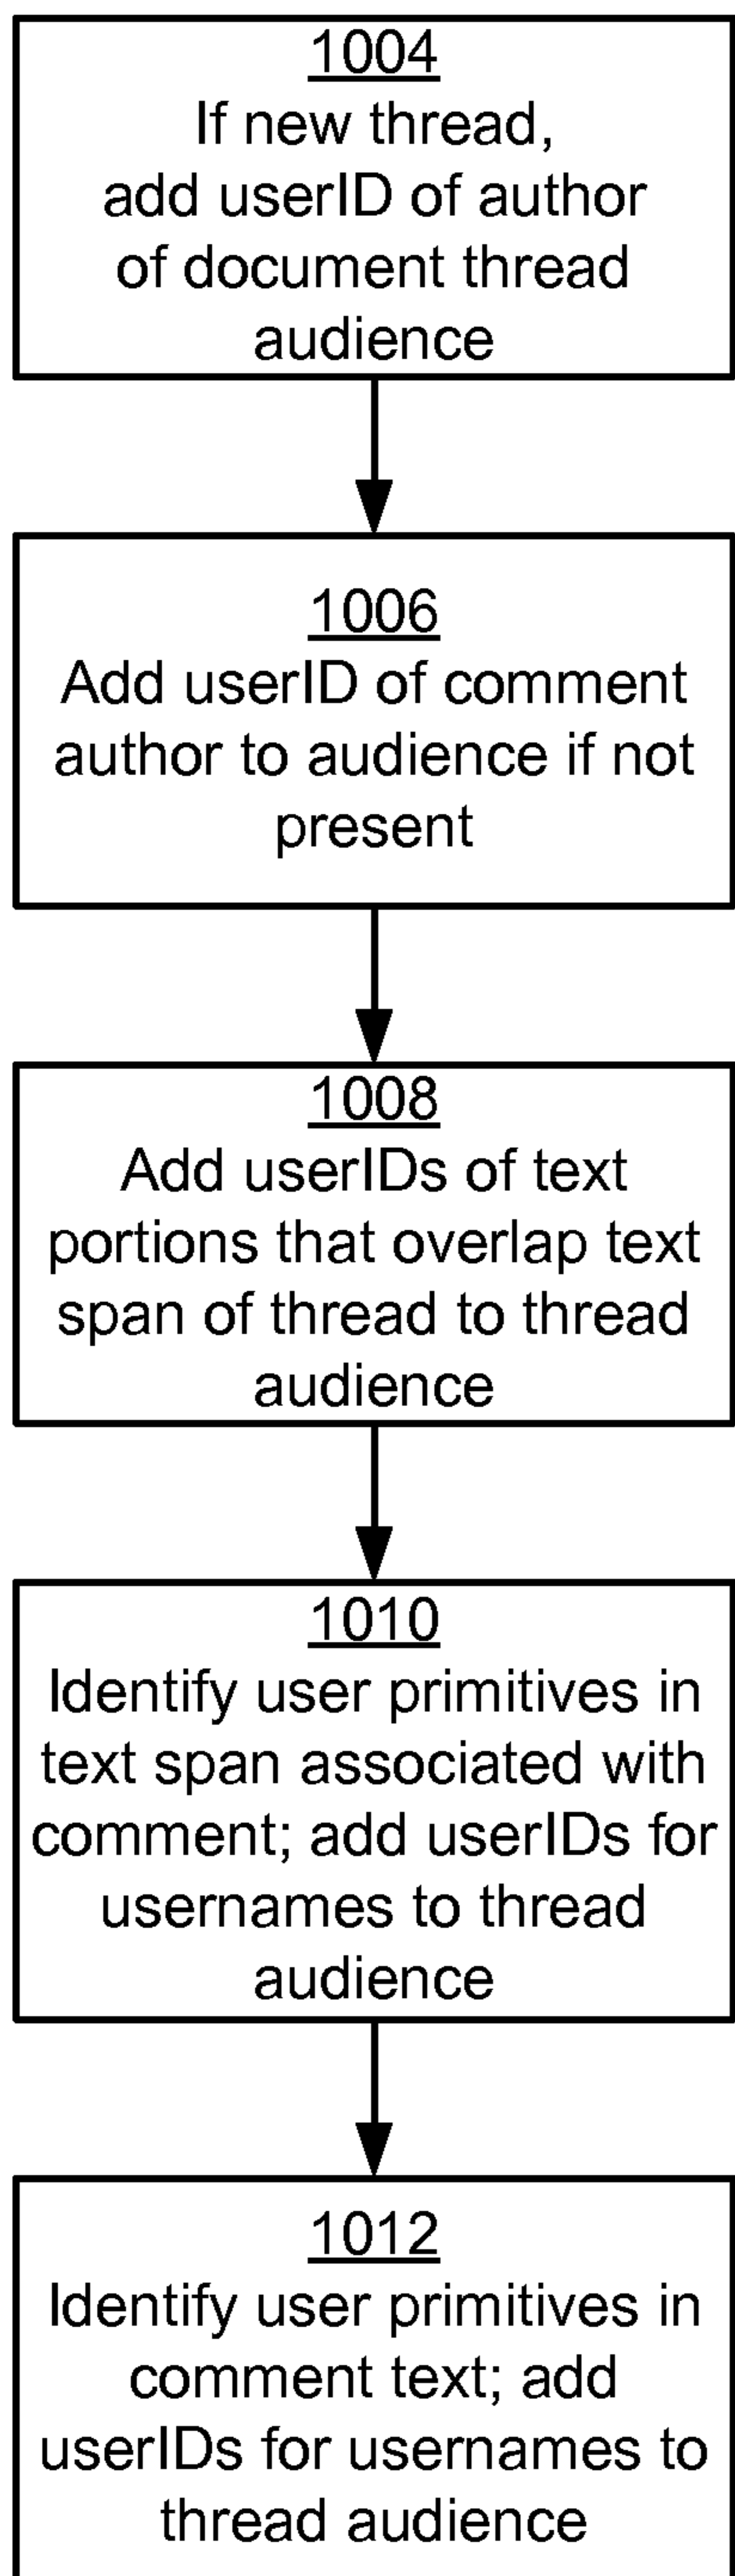 1004
If new thread,
add userID of author
of document thread
audience
1006
Add userID of comment
author to audience if not
present
1008
Add userIDs of text
portions that overlap text
span of thread to thread
audience
1010
Identify user primitives in
text span associated with
comment; add userIDs for
usernames to thread
audience
1012
Identify user primitives in
comment text; add
userIDs for usernames to
thread audience